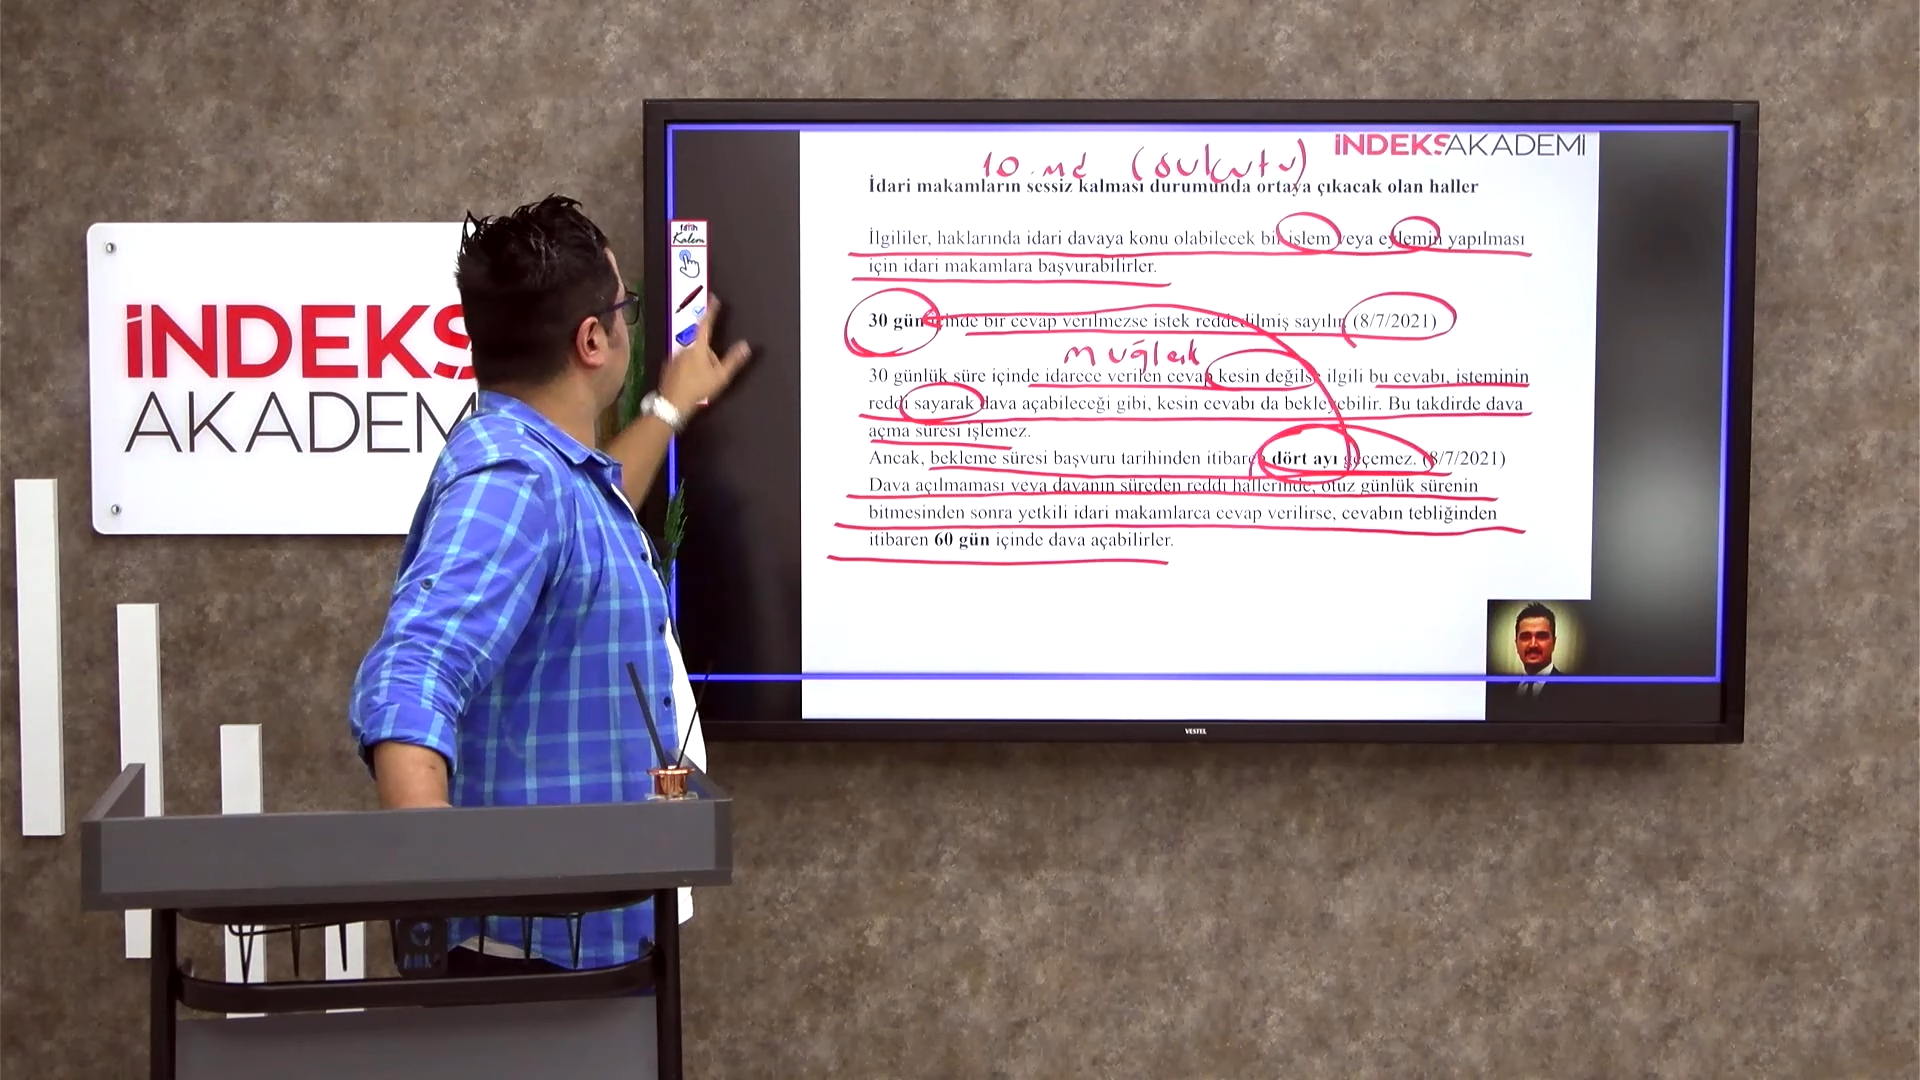 İNDEKS
AKADEM
fatih
Kalem
İNDEKSAKADEMİ
10.md (sukutu)
İdari makamların sessiz kalması durumunda ortaya çıkacak olan haller
İlgililer, haklarında idari davaya konu olabilecek bir işlem veya eylemin yapılması
için idari makamlara başvurabilirler.
30 gün içinde bir cevap verilmezse istek reddedilmiş sayılır. (8/7/2021)
muğlak
30 günlük süre içinde idarece verilen cevap kesin değilse ilgili bu cevabı, isteminin
reddi sayarak dava açabileceği gibi, kesin cevabı da bekleyebilir. Bu takdirde dava
açma süresi işlemez.
Ancak, bekleme süresi başvuru tarihinden itibaren dört ayı geçemez. (8/7/2021)
Dava açılmaması veya davanın süreden reddi hallerinde, otuz günlük sürenin
bitmesinden sonra yetkili idari makamlarca cevap verilirse, cevabın tebliğinden
itibaren 60 gün içinde dava açabilirler.
VESTEL